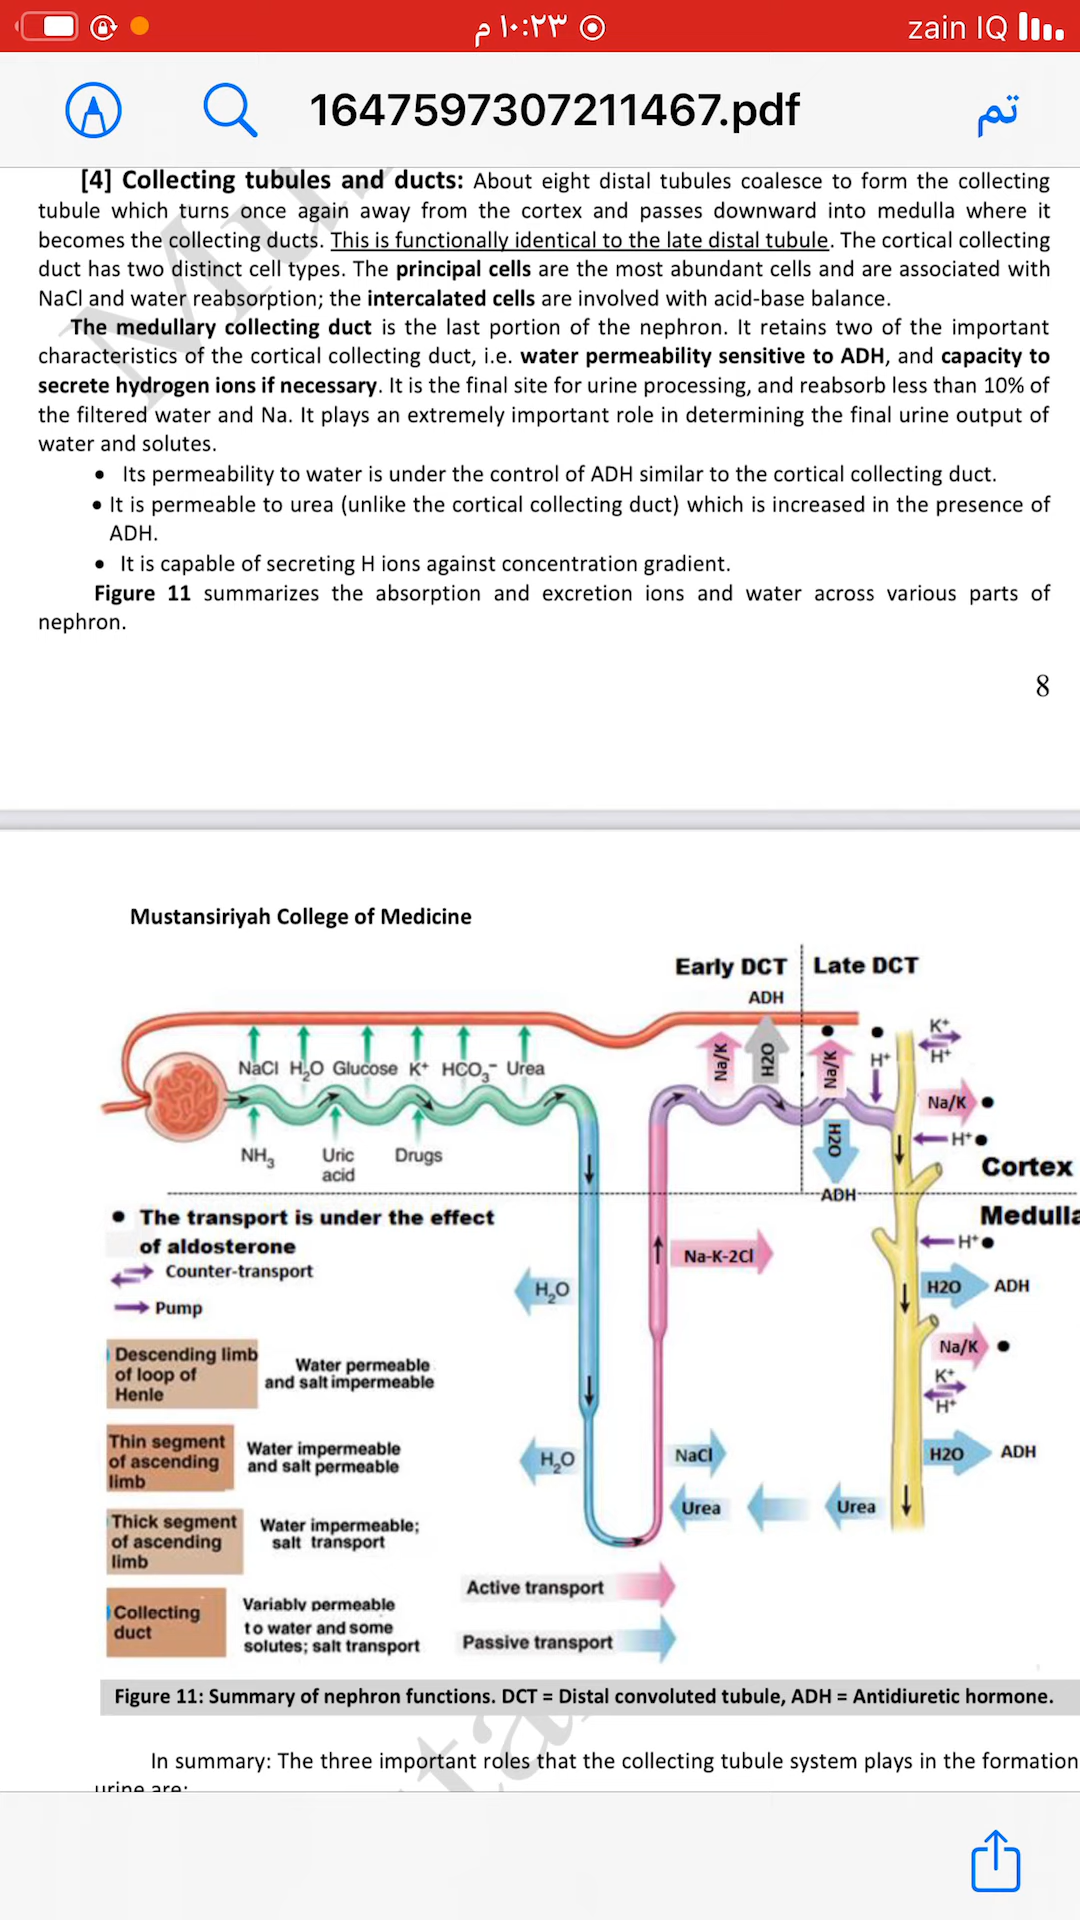 ١٠:٢٣ م
zain IQ
1647597307211467.pdf
تم
[4] Collecting tubules and ducts: About eight distal tubules coalesce to form the collecting
tubule which turns once again away from the cortex and passes downward into medulla where it
becomes the collecting ducts. This is functionally identical to the late distal tubule. The cortical collecting
duct has two distinct cell types. The principal cells are the most abundant cells and are associated with
NaCl and water reabsorption; the intercalated cells are involved with acid-base balance.
The medullary collecting duct is the last portion of the nephron. It retains two of the important
characteristics of the cortical collecting duct, i.e. water permeability sensitive to ADH, and capacity to
secrete hydrogen ions if necessary. It is the final site for urine processing, and reabsorb less than 10% of
the filtered water and Na. It plays an extremely important role in determining the final urine output of
water and solutes.
• Its permeability to water is under the control of ADH similar to the cortical collecting duct.
• It is permeable to urea (unlike the cortical collecting duct) which is increased in the presence of
ADH.
• It is capable of secreting H ions against concentration gradient.
Figure 11 summarizes the absorption and excretion ions and water across various parts of
nephron.
8
Mustansiriyah College of Medicine
Early DCT
Late DCT
ADH
NaCl H₂O Glucose K⁺ HCO₃⁻ Urea
Na/K
H2O
Na/K
H⁺
K⁺
H⁺
Na/K •
H⁺•
NH₃
Uric
acid
Drugs
H2O
ADH
Cortex
Medulla
• The transport is under the effect
of aldosterone
Counter-transport
Pump
H₂O
Na-K-2Cl
H⁺•
H2O
ADH
Descending limb
of loop of
Henle
Water permeable
and salt impermeable
Na/K •
K⁺
H⁺
Thin segment
of ascending
limb
Water impermeable
and salt permeable
H₂O
NaCl
H2O
ADH
Urea
Urea
Thick segment
of ascending
limb
Water impermeable;
salt transport
Active transport
Collecting
duct
Variably permeable
to water and some
solutes; salt transport
Passive transport
Figure 11: Summary of nephron functions. DCT = Distal convoluted tubule, ADH = Antidiuretic hormone.
In summary: The three important roles that the collecting tubule system plays in the formation
urine are: